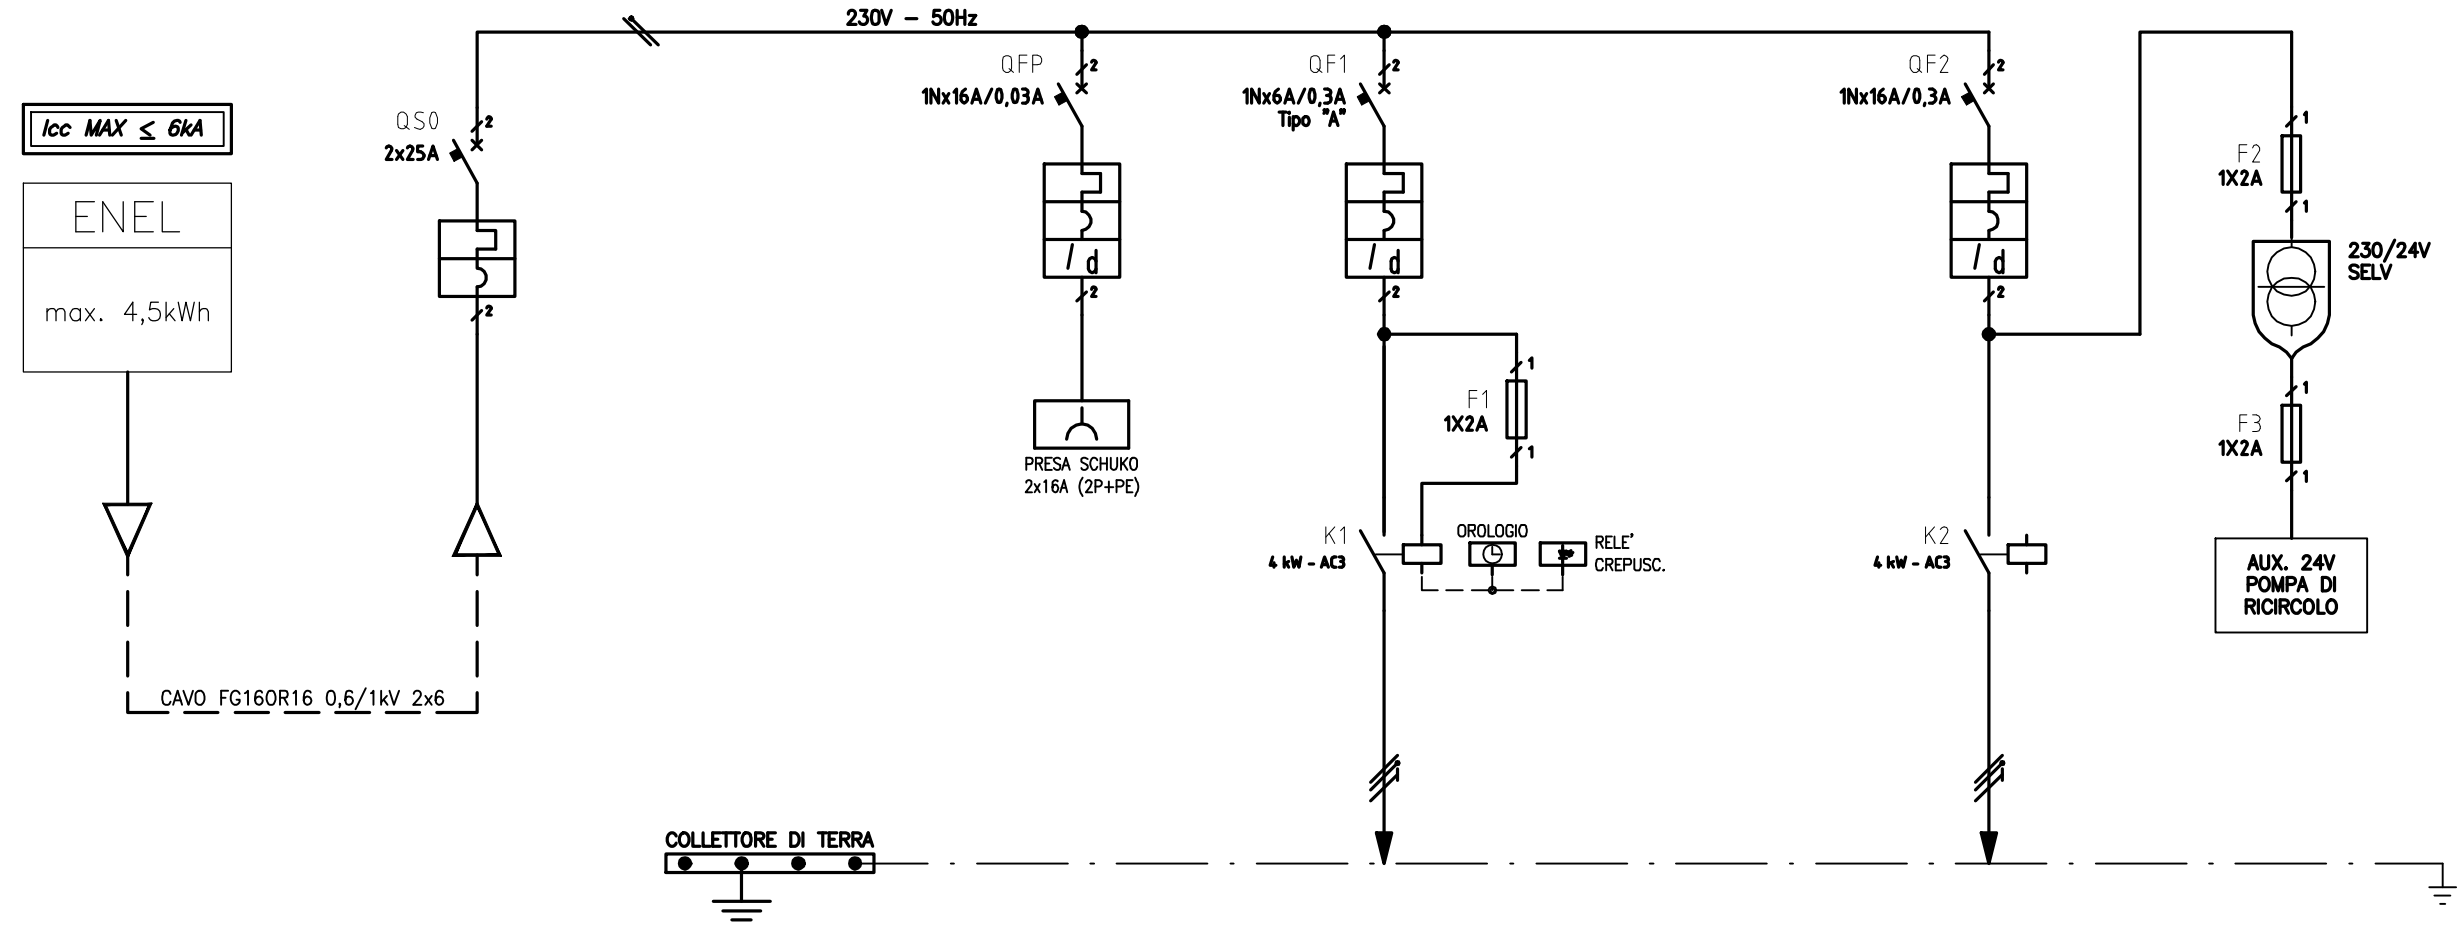 230V – 50Hz
Icc MAX ≤ 6kA
ENEL
max. 4,5kWh
QS0
2x25A
2
2
CAVO FG16OR16 0,6/1kV 2x6
QFP
1Nx16A/0,03A
2
I d
2
PRESA SCHUKO
2x16A (2P+PE)
QF1
1Nx6A/0,3A
Tipo "A"
2
I d
2
F1
1X2A
1
1
K1
4 kW – AC3
OROLOGIO
RELE'
CREPUSC.
QF2
1Nx16A/0,3A
2
I d
2
K2
4 kW – AC3
F2
1X2A
1
1
230/24V
SELV
F3
1X2A
1
1
AUX. 24V
POMPA DI
RICIRCOLO
COLLETTORE DI TERRA